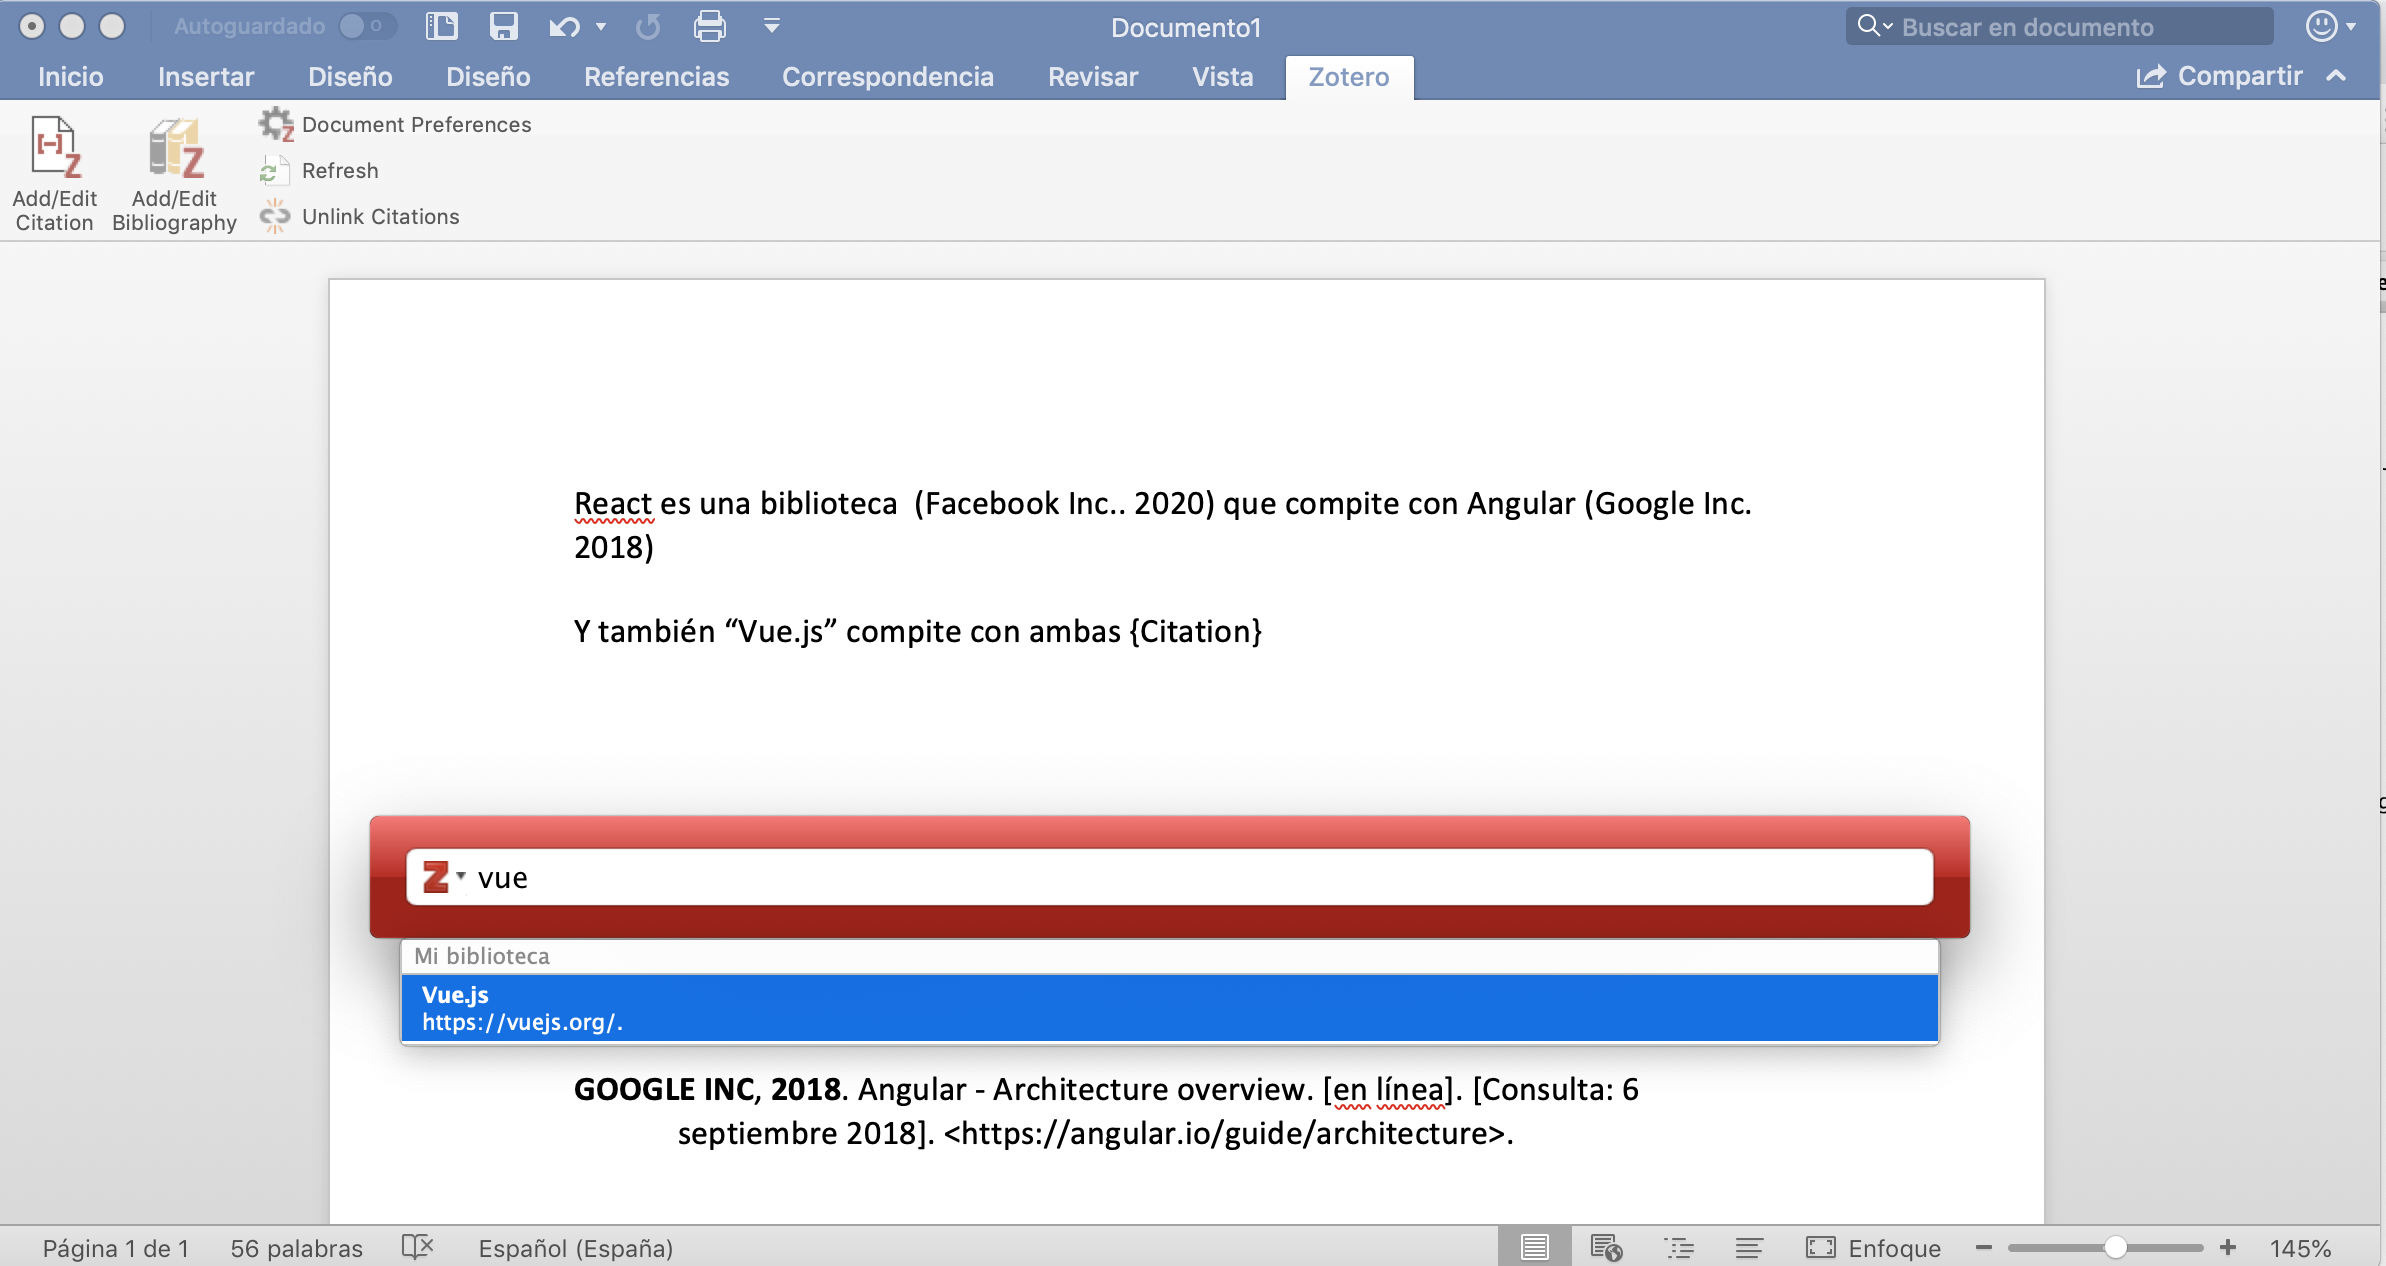 Autoguardado
Documento1
Buscar en documento
Inicio Insertar Diseño Diseño Referencias Correspondencia Revisar Vista Zotero Compartir
Add/Edit Citation
Add/Edit Bibliography
Document Preferences
Refresh
Unlink Citations
React es una biblioteca  (Facebook Inc.. 2020) que compite con Angular (Google Inc.
2018)
Y también “Vue.js” compite con ambas {Citation}
Z vue
Mi biblioteca
Vue.js
https://vuejs.org/.
GOOGLE INC, 2018. Angular - Architecture overview. [en línea]. [Consulta: 6
septiembre 2018]. <https://angular.io/guide/architecture>.
Página 1 de 1 56 palabras Español (España) Enfoque 145%